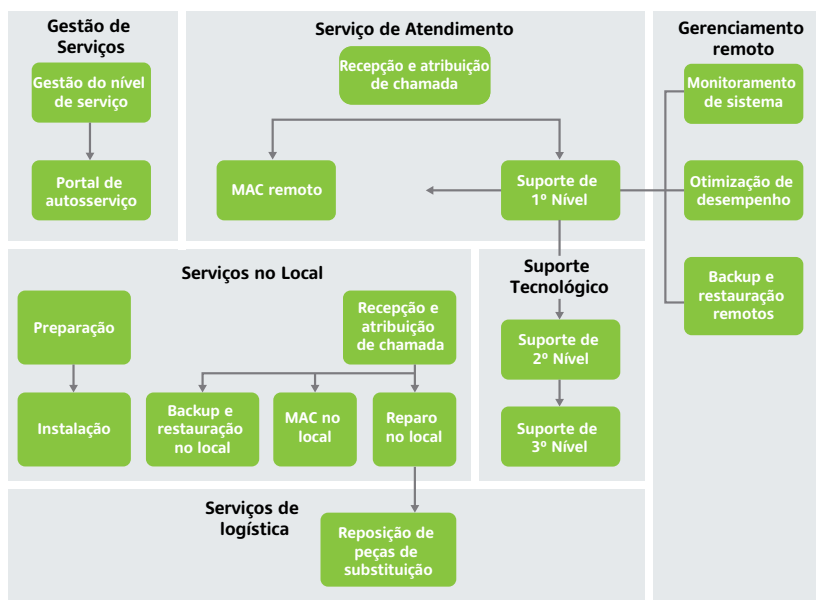 Gestão de
Serviços
Gestão do nível
de serviço
Portal de
autosserviço
Serviço de Atendimento
Recepção e atribuição
de chamada
MAC remoto
Suporte de
1º Nível
Gerenciamento
remoto
Monitoramento
de sistema
Otimização de
desempenho
Backup e
restauração
remotos
Serviços no Local
Preparação
Instalação
Recepção e
atribuição
de chamada
Backup e
restauração
no local
MAC no
local
Reparo
no local
Suporte
Tecnológico
Suporte de
2º Nível
Suporte de
3º Nível
Serviços de
logística
Reposição de
peças de
substituição